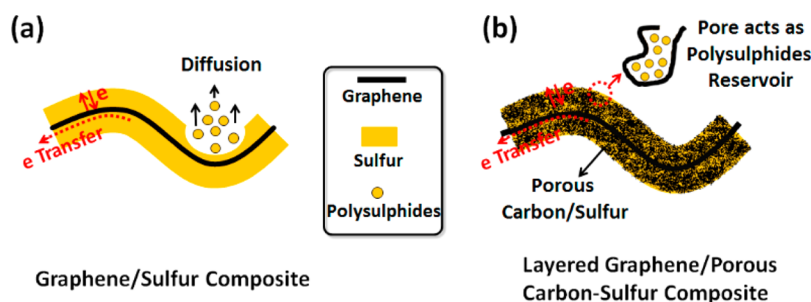 (a)
Diffusion
e
e Transfer
Graphene/Sulfur Composite
Graphene
Sulfur
Polysulphides
(b)
Pore acts as
Polysulphides
Reservoir
e
e Transfer
Porous
Carbon/Sulfur
Layered Graphene/Porous
Carbon-Sulfur Composite